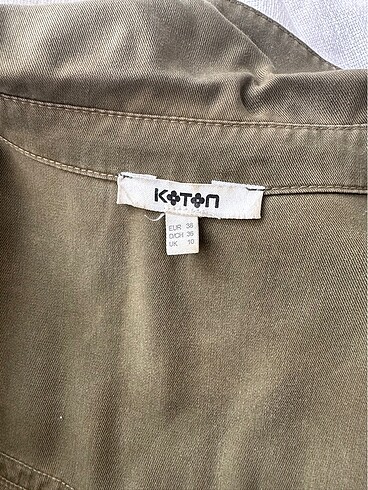 KOTON
EUR 38
D/CH 36
UK 10